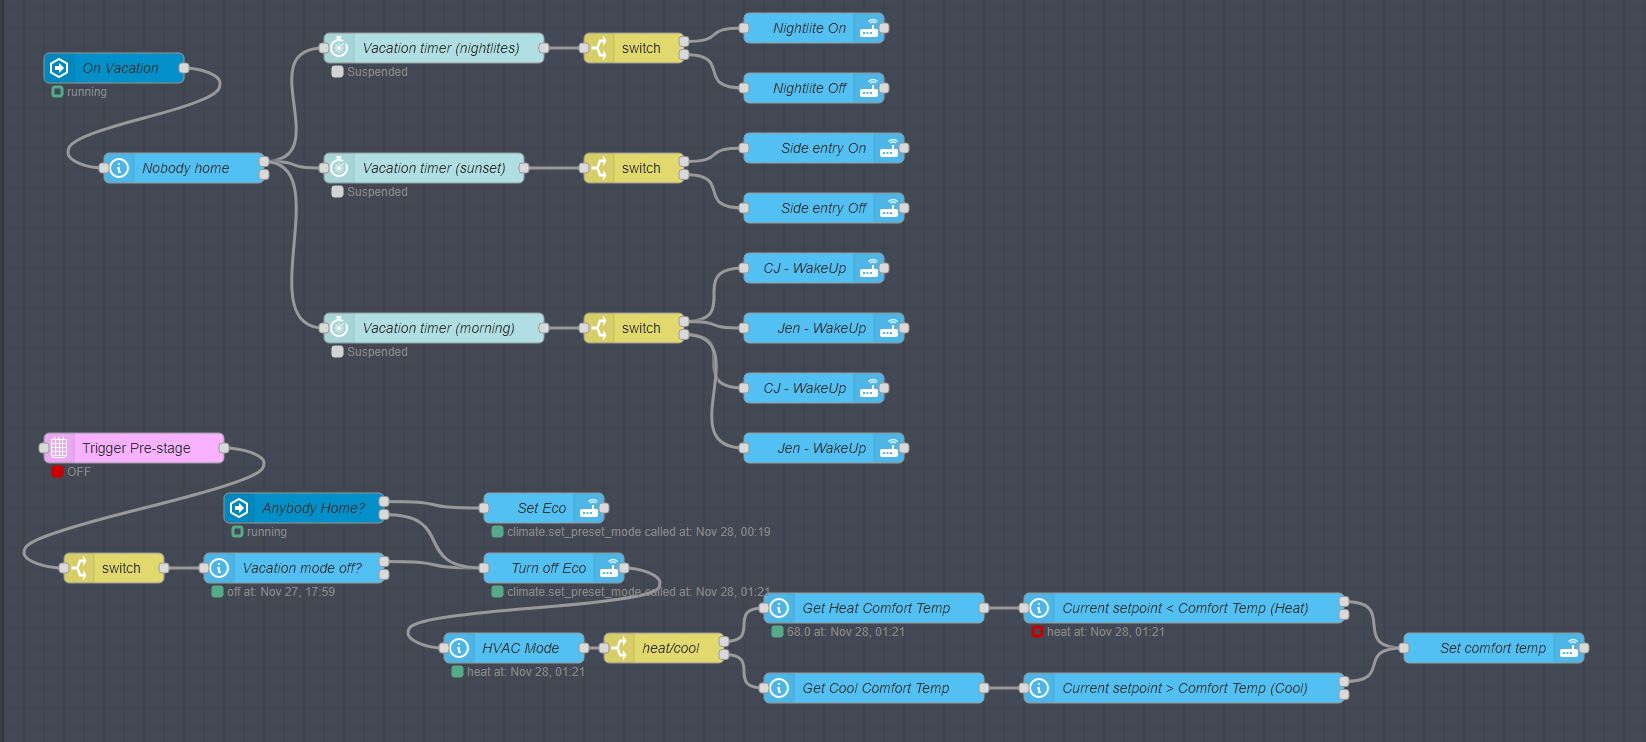 Nightlite On
Vacation timer (nightlites)
switch
On Vacation
Suspended
running
Nightlite Off
Side entry On
Nobody home
Vacation timer (sunset)
switch
Suspended
Side entry Off
CJ - WakeUp
Vacation timer (morning)
switch
Jen - WakeUp
Suspended
CJ - WakeUp
Trigger Pre-stage
Jen - WakeUp
OFF
Anybody Home?
Set Eco
running
climate.set_preset_mode called at: Nov 28, 00:19
switch
Vacation mode off?
Turn off Eco
off at: Nov 27, 17:59
climate.set_preset_mode called at: Nov 28, 01:21
Get Heat Comfort Temp
Current setpoint < Comfort Temp (Heat)
68.0 at: Nov 28, 01:21
heat at: Nov 28, 01:21
HVAC Mode
heat/cool
Set comfort temp
heat at: Nov 28, 01:21
Get Cool Comfort Temp
Current setpoint > Comfort Temp (Cool)